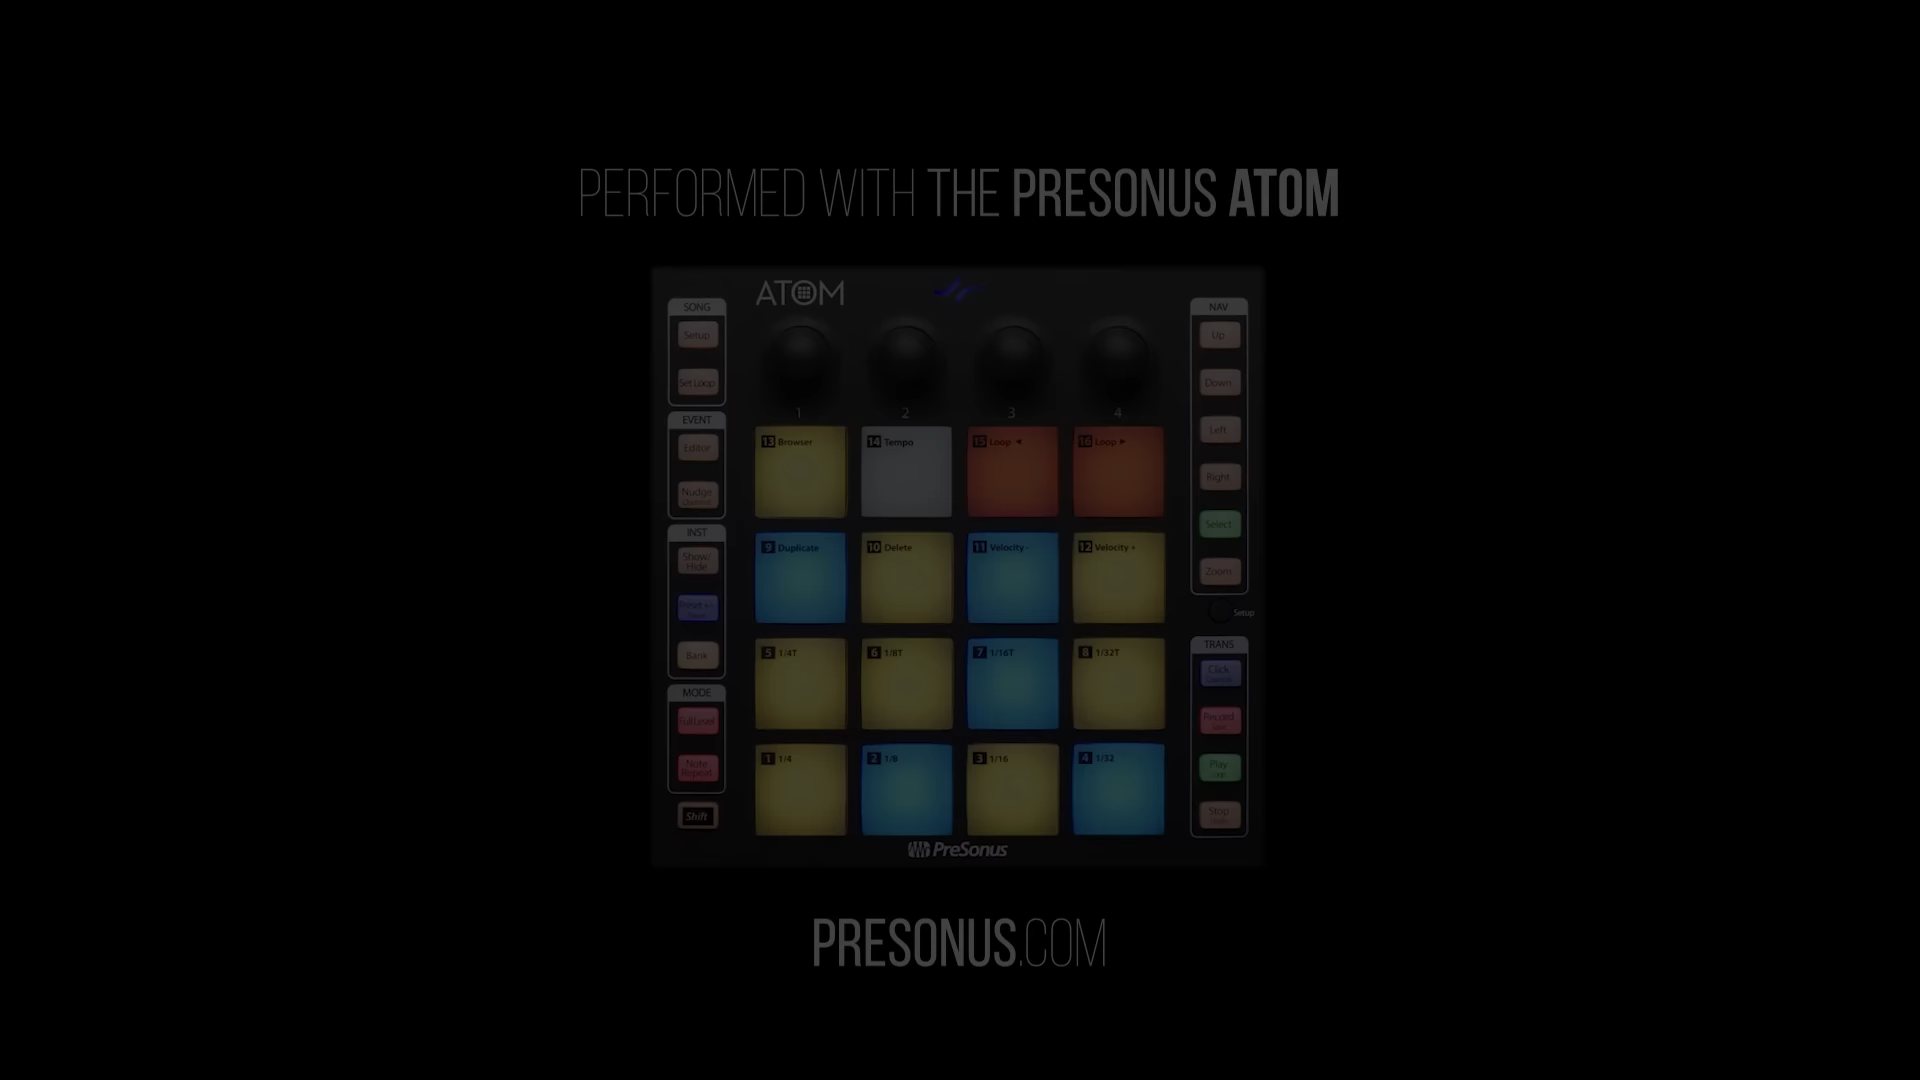 PERFORMED WITH THE PRESONUS ATOM
ATOM
SONG
Setup
Set Loop
EVENT
Editor
Nudge
INST
Show/
Hide
Preset +/-
Bank
MODE
Full Level
Note
Repeat
Shift
1 2 3 4
13 Browser
14 Tempo
15 Loop ◄
16 Loop ►
9 Duplicate
10 Delete
11 Velocity -
12 Velocity +
5 1/4T
6 1/8T
7 1/16T
8 1/32T
1 1/4
2 1/8
3 1/16
4 1/32
PreSonus
NAV
Up
Down
Left
Right
Select
Zoom
Setup
TRANS
Click
Record
Play
Stop
PRESONUS.COM